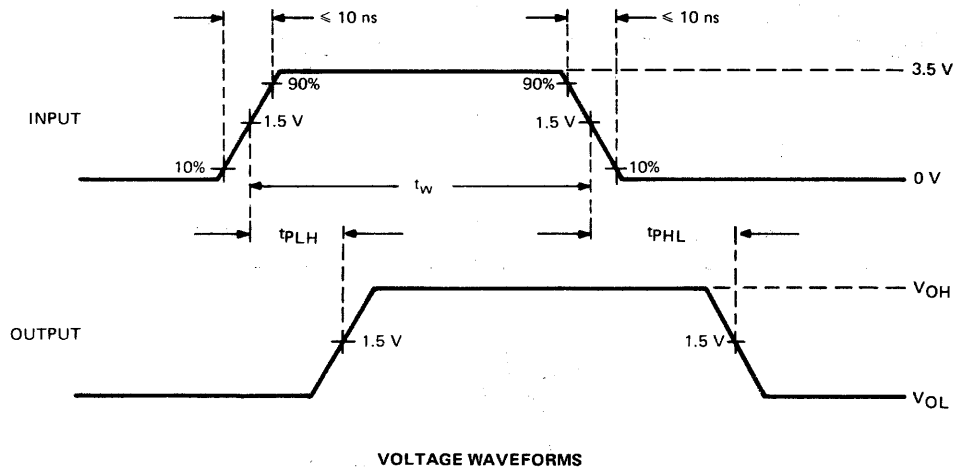 ≤ 10 ns
≤ 10 ns
3.5 V
90%
90%
INPUT
1.5 V
1.5 V
10%
10%
0 V
tw
tPLH
tPHL
VOH
OUTPUT
1.5 V
1.5 V
VOL
VOLTAGE WAVEFORMS